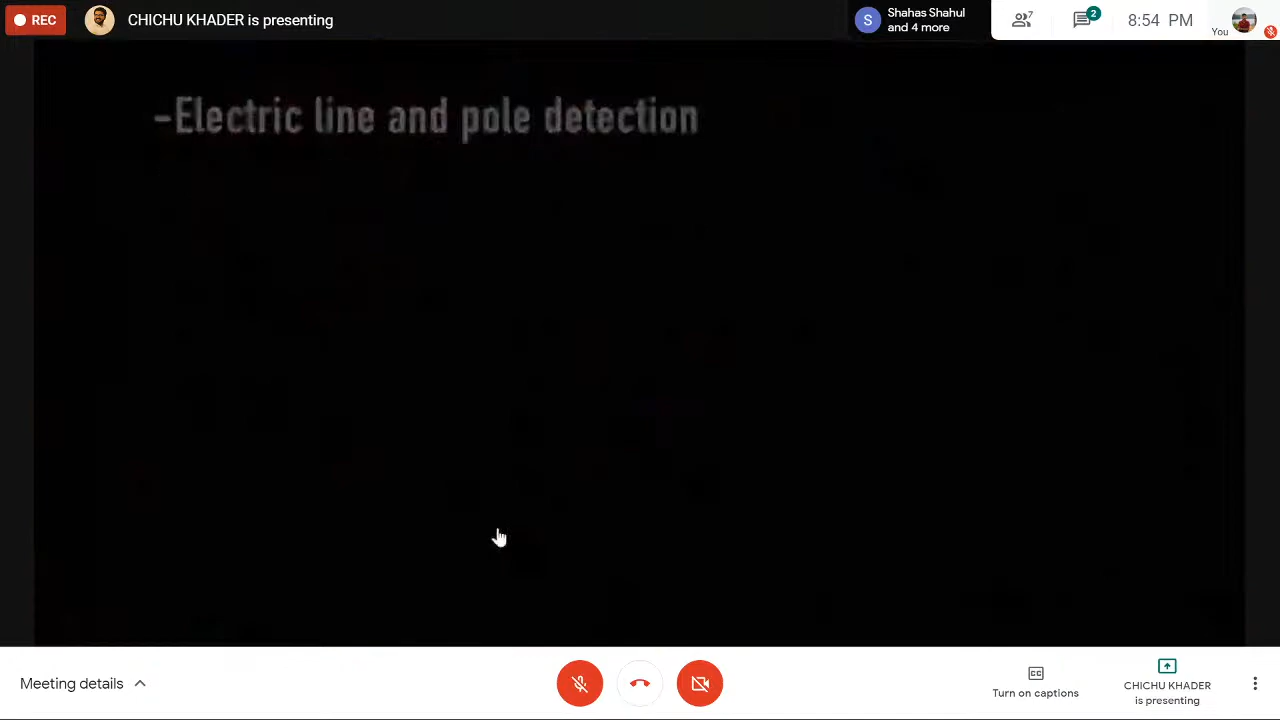 REC
CHICHU KHADER is presenting
S
Shahas Shahul
and 4 more
7
2
8:54 PM
You
-Electric line and pole detection
Meeting details
CC
Turn on captions
CHICHU KHADER
is presenting